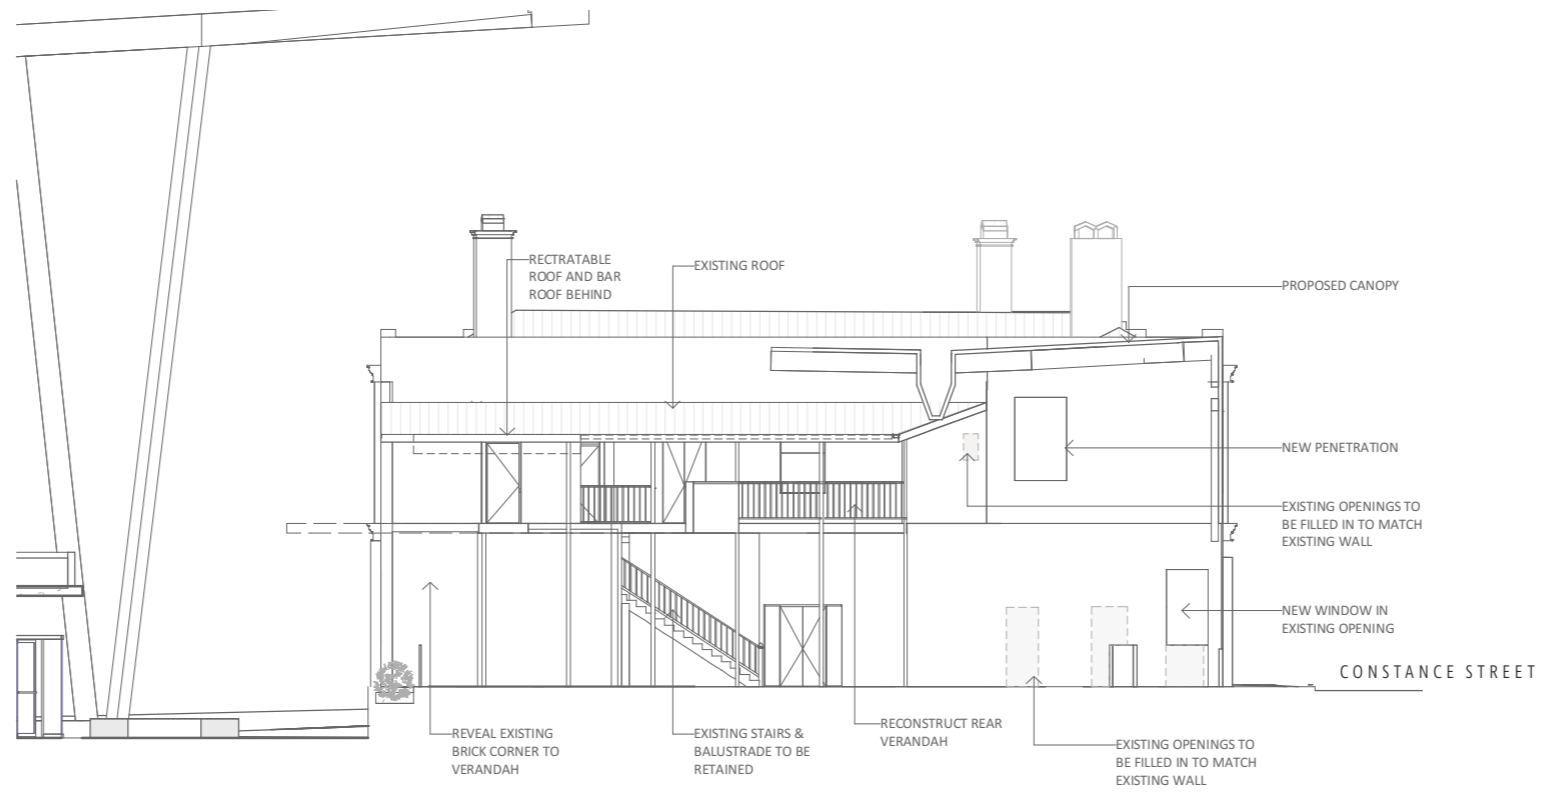 RECTRATABLE
ROOF AND BAR
ROOF BEHIND
EXISTING ROOF
PROPOSED CANOPY
NEW PENETRATION
EXISTING OPENINGS TO
BE FILLED IN TO MATCH
EXISTING WALL
NEW WINDOW IN
EXISTING OPENING
CONSTANCE STREET
REVEAL EXISTING
BRICK CORNER TO
VERANDAH
EXISTING STAIRS &
BALUSTRADE TO BE
RETAINED
RECONSTRUCT REAR
VERANDAH
EXISTING OPENINGS TO
BE FILLED IN TO MATCH
EXISTING WALL